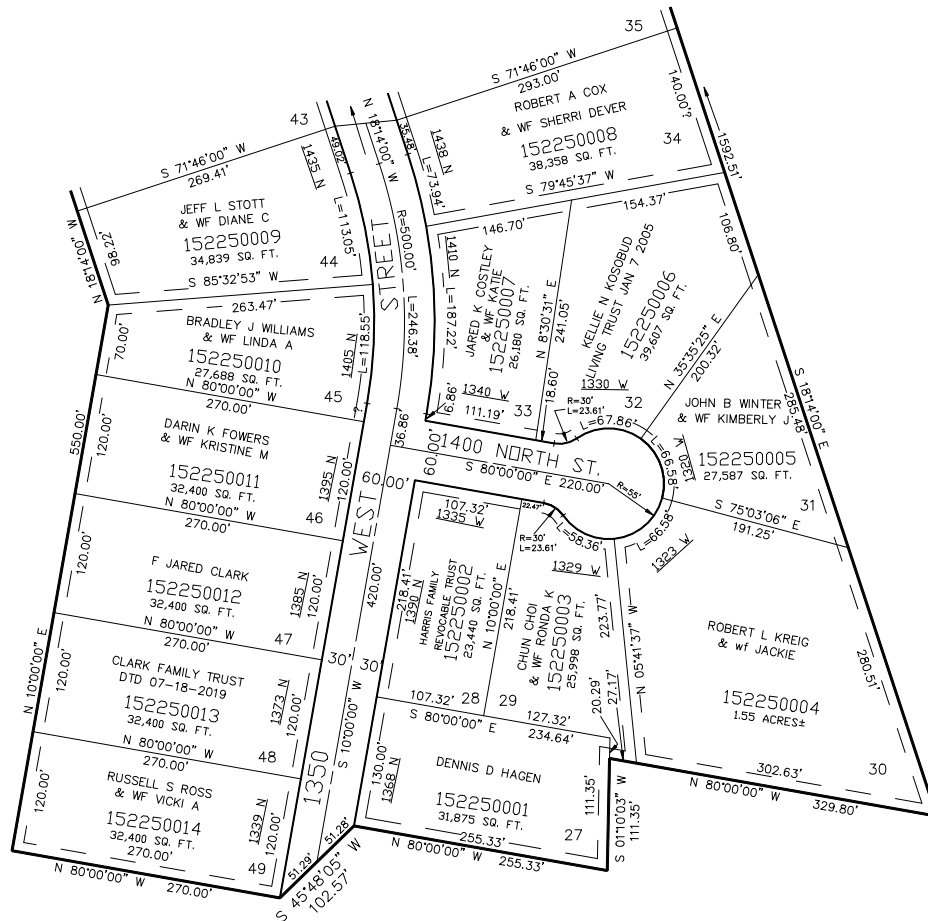 35
S 71°46'00" W
293.00'
ROBERT A COX
& WF SHERRI DEVER
152250008
38,358 SQ. FT.
34
1438 N
35.48'
L=73.94'
140.00'?
1592.51'
S 79°45'37" W
43
S 71°46'00" W
269.41'
JEFF L STOTT
& WF DIANE C
152250009
34,839 SQ. FT.
44
1435 N
49.02'
L=113.05'
N 18°14'00" W
98.22'
S 85°32'53" W
263.47'
N 18°14'00" W
R=500.00'
L=246.38'
STREET
BRADLEY J WILLIAMS
& WF LINDA A
152250010
27,688 SQ. FT.
45
1405 N
L=118.55'
?
70.00'
N 80°00'00" W
270.00'
DARIN K FOWERS
& WF KRISTINE M
152250011
32,400 SQ. FT.
46
1395 N
120.00'
120.00'
550.00'
N 80°00'00" W
270.00'
F JARED CLARK
152250012
32,400 SQ. FT.
47
1385 N
120.00'
120.00'
N 80°00'00" W
270.00'
CLARK FAMILY TRUST
DTD 07-18-2019
152250013
32,400 SQ. FT.
48
1373 N
120.00'
120.00'
N 10°00'00" E
N 80°00'00" W
270.00'
RUSSELL S ROSS
& WF VICKI A
152250014
32,400 SQ. FT.
49
1339 N
120.00'
120.00'
270.00'
N 80°00'00" W
270.00'
146.70'
154.37'
1410 N
L=187.22'
JARED K COSTLEY
& WF KATIE
152250007
26,180 SQ. FT.
33
1340 W
111.19'
6.86'
N 8°30'31" E
241.05'
18.60'
KELLIE N KOSOBUD
LIVING TRUST JAN 7 2005
152250006
39,607 SQ. FT.
32
1330 W
R=30'
L=23.61'
L=67.86'
106.80'
N 35°35'25" E
200.32'
JOHN B WINTER
& WF KIMBERLY J
152250005
27,587 SQ. FT.
31
1320 W
L=66.58'
S 18°14'00" E
285.48'
S 75°03'06" E
191.25'
1400 NORTH ST.
S 80°00'00" E 220.00'
R=55'
36.86'
60.00'
60.00'
107.32'
1335 W
22.47'
R=30'
L=23.61'
L=58.36'
L=66.58'
1329 W
1323 W
WEST
420.00'
S 10°00'00" W
30'
30'
1350
218.41'
1390 N
HARRIS FAMILY
REVOCABLE TRUST
152250002
23,440 SQ. FT.
28
N 10°00'00" E
218.41'
CHUN CHOI
& WF RONDA K
152250003
25,998 SQ. FT.
29
223.77'
N 05°41'37" W
27.17'
20.29'
ROBERT L KREIG
& wf JACKIE
152250004
1.55 ACRES±
30
280.51'
302.63'
N 80°00'00" W
329.80'
107.32'
127.32'
S 80°00'00" E
234.64'
DENNIS D HAGEN
152250001
31,875 SQ. FT.
27
130.00'
1368 N
111.35'
S 01°10'03" W
111.35'
255.33'
N 80°00'00" W
255.33'
51.28'
51.29'
S 45°48'05" W
102.57'